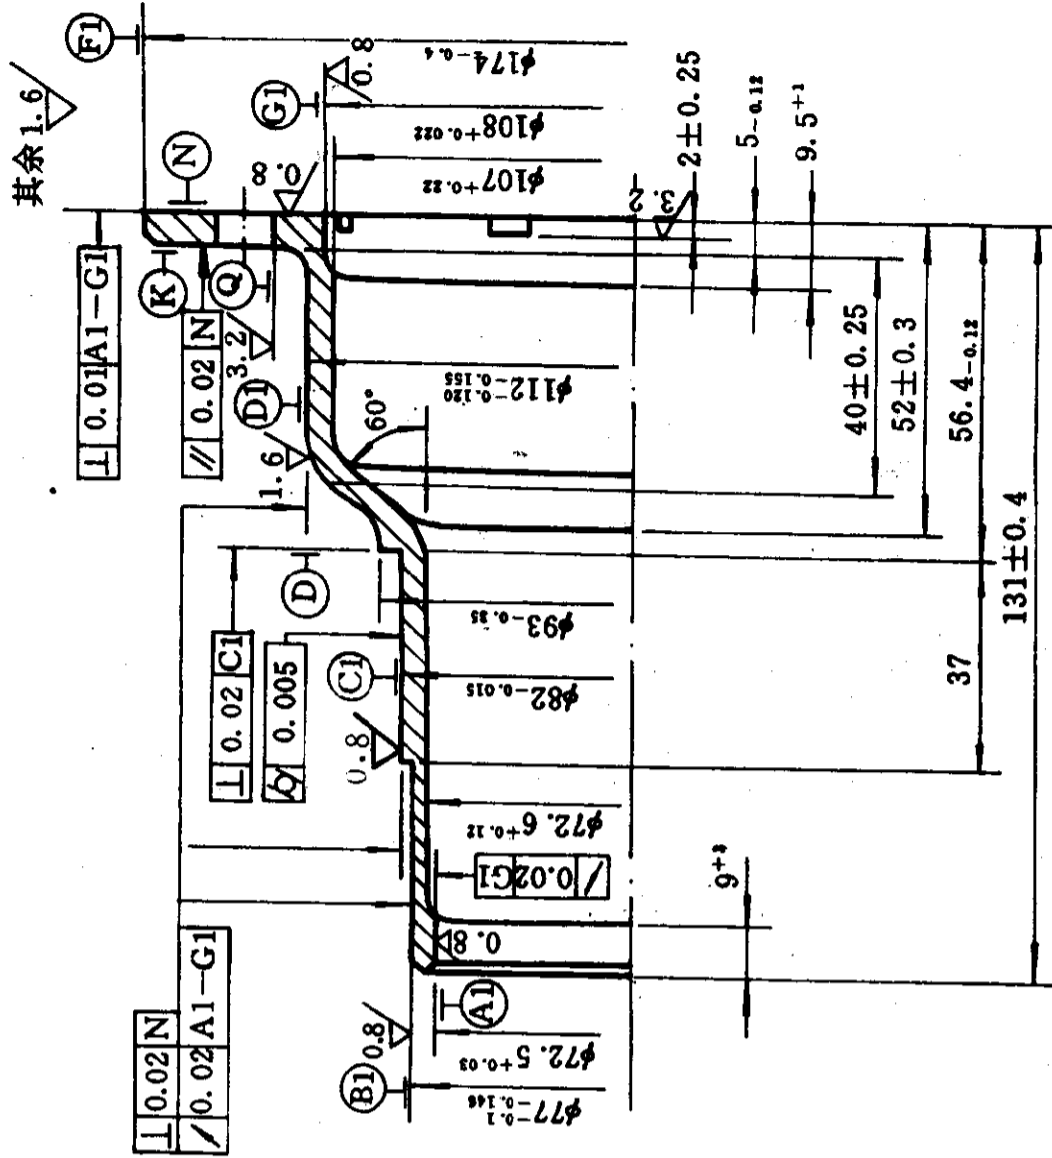 其余 1.6
F1
φ174-0.4
0.8
G1
φ108+0.022
φ107+0.22
N
0.8
⊥ 0.01 A1-G1
K
Q
// 0.02 N
3.2
3.2
2±0.25
5-0.12
9.5+1
D1
φ112-0.120
-0.155
60°
1.6
40±0.25
52±0.3
56.4-0.12
131±0.4
D
⊥ 0.02 C1
0.005
φ93-0.35
C1
φ82-0.015
0.8
37
φ72.6+0.12
/ 0.02 G1
9+3
0.8
⊥ 0.02 N
/ 0.02 A1-G1
A1
0.8
B1
φ72.5+0.03
φ77-0.1
-0.146